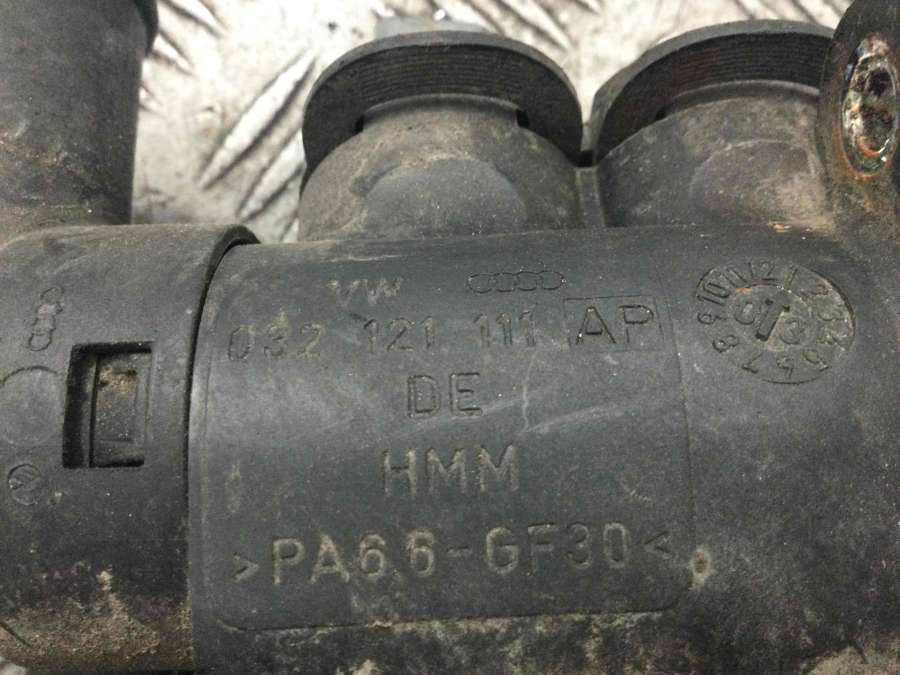 VW
032 121 111 AP
DE
HMM
>PA6.6-GF30<